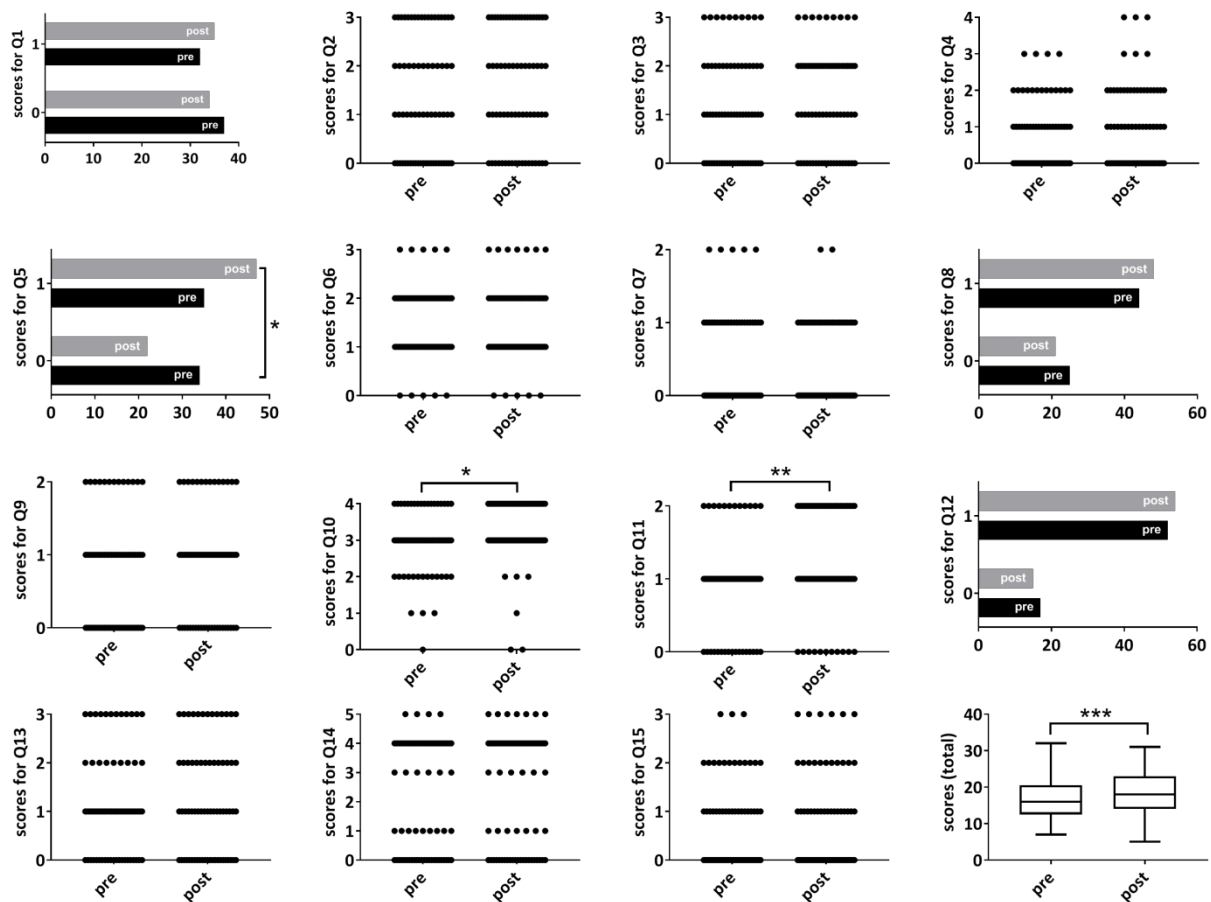 scores for Q1
1
0
post
pre
post
pre
0 10 20 30 40
scores for Q2
3
2
1
0
pre post
scores for Q3
3
2
1
0
pre post
scores for Q4
4
3
2
1
0
pre post
scores for Q5
1
0
post
pre
post
pre
*
0 10 20 30 40 50
scores for Q6
3
2
1
0
pre post
scores for Q7
2
1
0
pre post
scores for Q8
1
0
post
pre
post
pre
0 20 40 60
scores for Q9
2
1
0
pre post
scores for Q10
*
4
3
2
1
0
pre post
scores for Q11
**
2
1
0
pre post
scores for Q12
1
0
post
pre
post
pre
0 20 40 60
scores for Q13
3
2
1
0
pre post
scores for Q14
5
4
3
2
1
0
pre post
scores for Q15
3
2
1
0
pre post
scores (total)
***
40
30
20
10
0
pre post